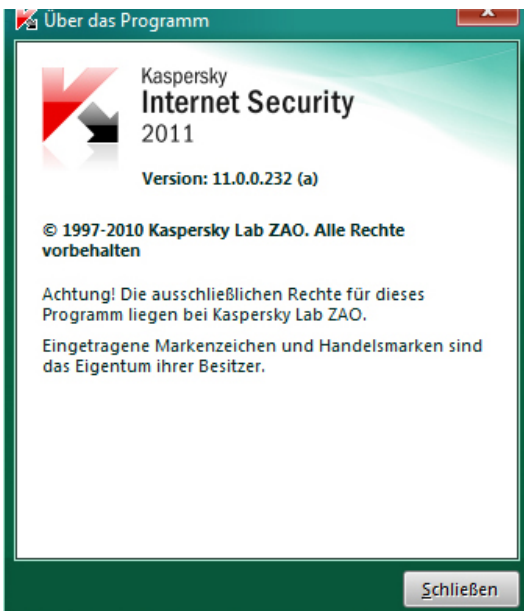 Über das Programm
Kaspersky
Internet Security
2011
Version: 11.0.0.232 (a)
© 1997-2010 Kaspersky Lab ZAO. Alle Rechte
vorbehalten
Achtung! Die ausschließlichen Rechte für dieses
Programm liegen bei Kaspersky Lab ZAO.
Eingetragene Markenzeichen und Handelsmarken sind
das Eigentum ihrer Besitzer.
Schließen